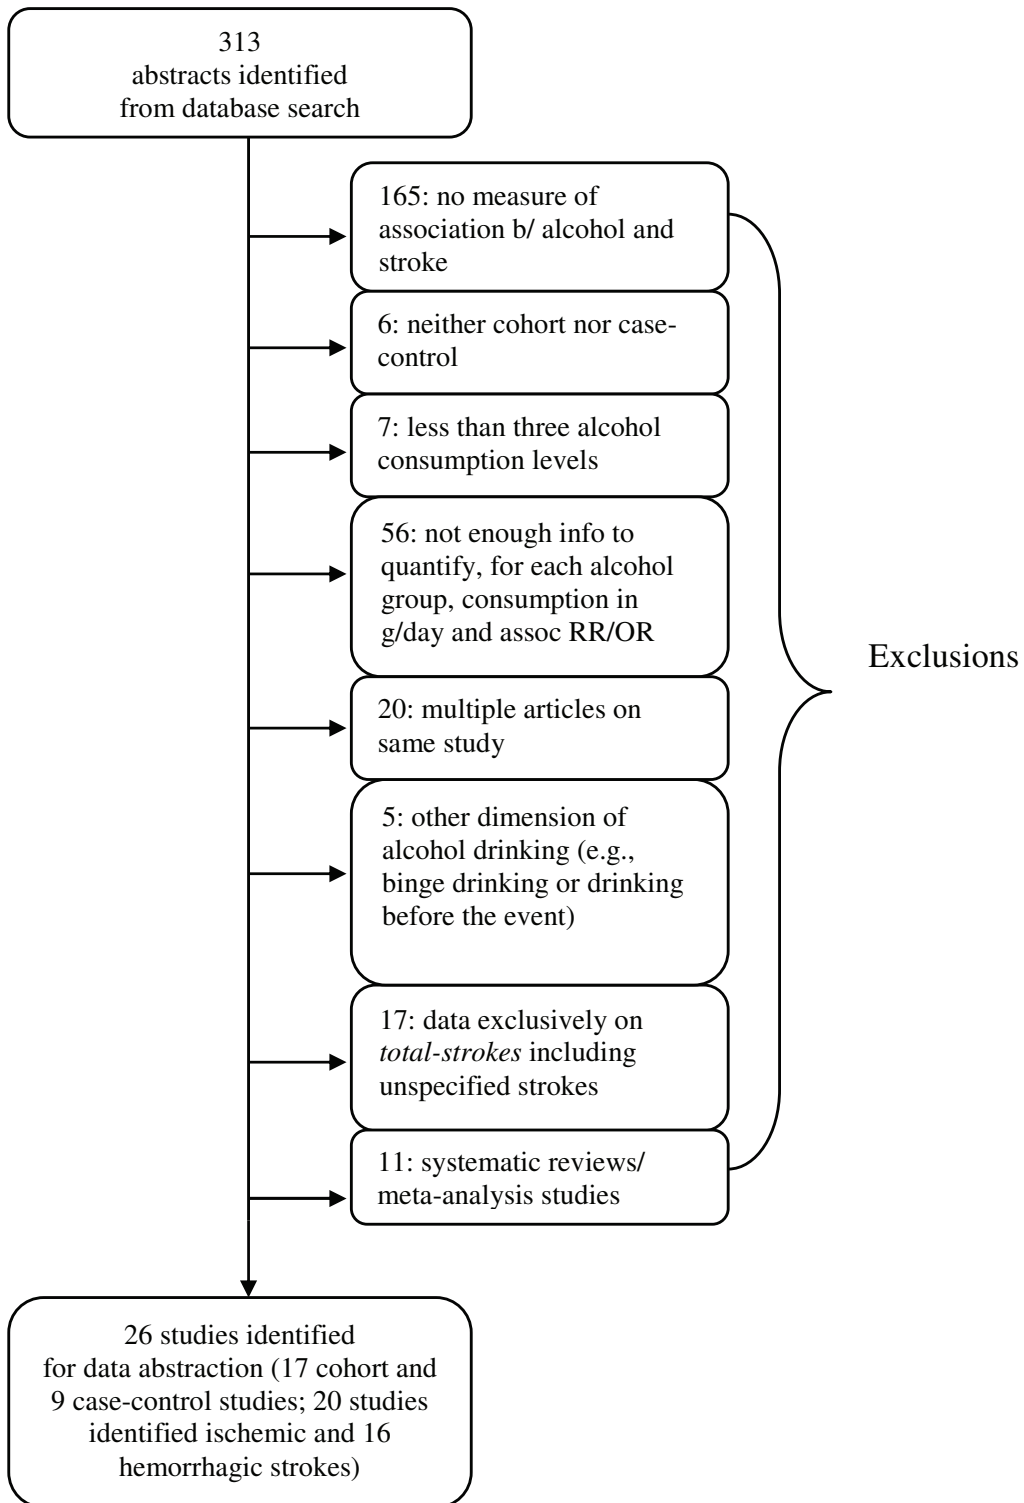 313
abstracts identified
from database search
165: no measure of
association b/ alcohol and
stroke
6: neither cohort nor case-
control
7: less than three alcohol
consumption levels
56: not enough info to
quantify, for each alcohol
group, consumption in
g/day and assoc RR/OR
Exclusions
20: multiple articles on
same study
5: other dimension of
alcohol drinking (e.g.,
binge drinking or drinking
before the event)
17: data exclusively on
total-strokes including
unspecified strokes
11: systematic reviews/
meta-analysis studies
26 studies identified
for data abstraction (17 cohort and
9 case-control studies; 20 studies
identified ischemic and 16
hemorrhagic strokes)